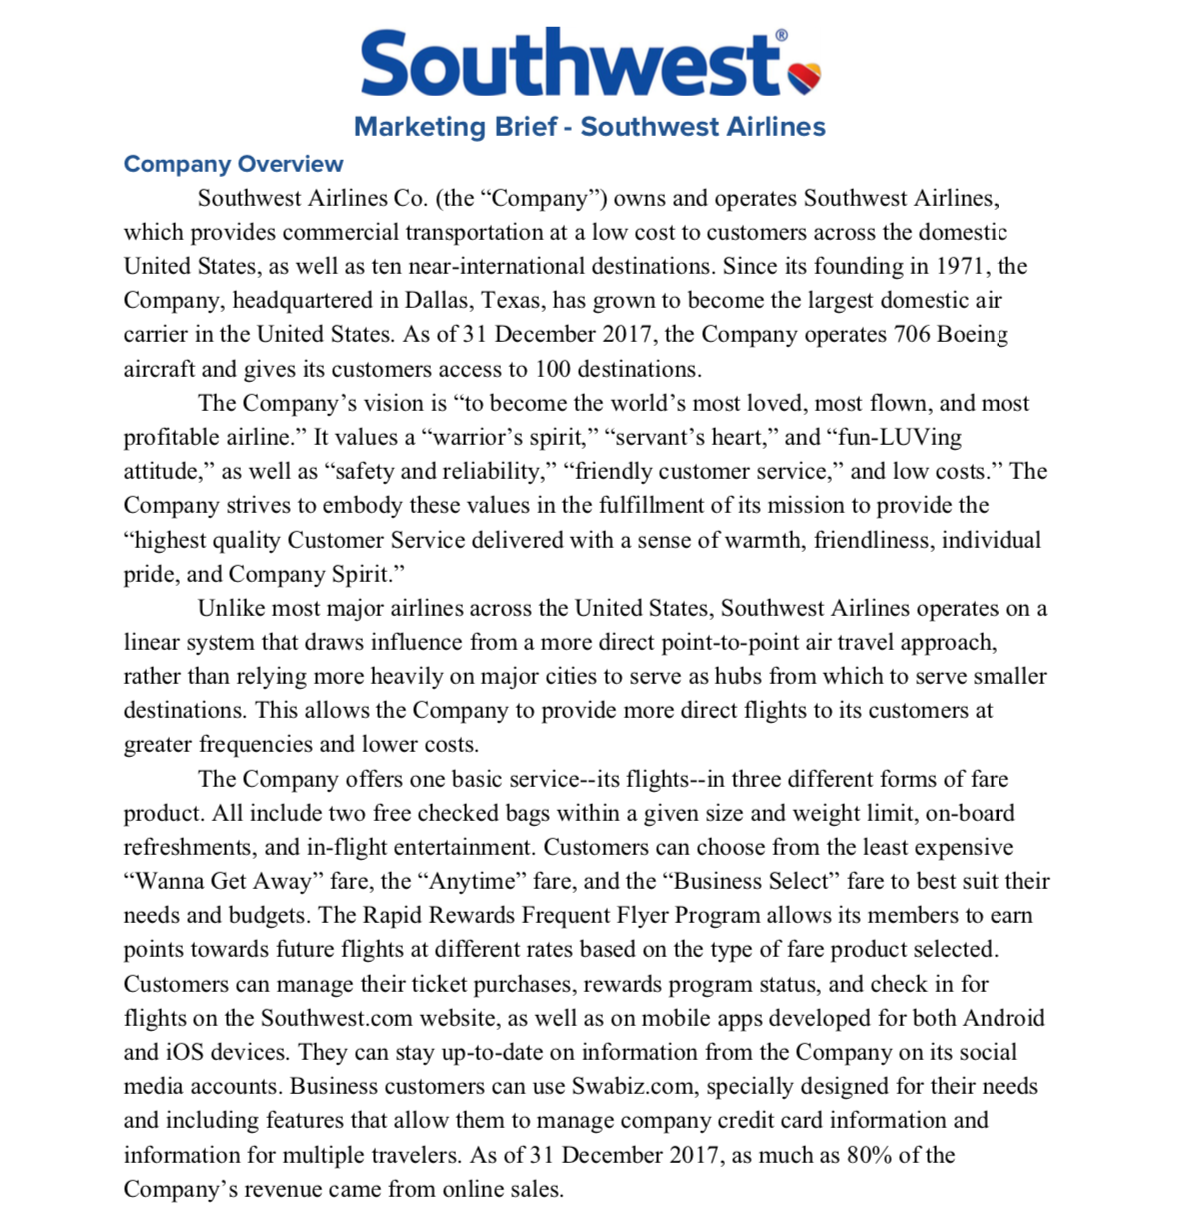 Southwest®
Marketing Brief - Southwest Airlines
Company Overview
Southwest Airlines Co. (the “Company”) owns and operates Southwest Airlines,
which provides commercial transportation at a low cost to customers across the domestic
United States, as well as ten near-international destinations. Since its founding in 1971, the
Company, headquartered in Dallas, Texas, has grown to become the largest domestic air
carrier in the United States. As of 31 December 2017, the Company operates 706 Boeing
aircraft and gives its customers access to 100 destinations.
The Company’s vision is “to become the world’s most loved, most flown, and most
profitable airline.” It values a “warrior’s spirit,” “servant’s heart,” and “fun-LUVing
attitude,” as well as “safety and reliability,” “friendly customer service,” and low costs.” The
Company strives to embody these values in the fulfillment of its mission to provide the
“highest quality Customer Service delivered with a sense of warmth, friendliness, individual
pride, and Company Spirit.”
Unlike most major airlines across the United States, Southwest Airlines operates on a
linear system that draws influence from a more direct point-to-point air travel approach,
rather than relying more heavily on major cities to serve as hubs from which to serve smaller
destinations. This allows the Company to provide more direct flights to its customers at
greater frequencies and lower costs.
The Company offers one basic service--its flights--in three different forms of fare
product. All include two free checked bags within a given size and weight limit, on-board
refreshments, and in-flight entertainment. Customers can choose from the least expensive
“Wanna Get Away” fare, the “Anytime” fare, and the “Business Select” fare to best suit their
needs and budgets. The Rapid Rewards Frequent Flyer Program allows its members to earn
points towards future flights at different rates based on the type of fare product selected.
Customers can manage their ticket purchases, rewards program status, and check in for
flights on the Southwest.com website, as well as on mobile apps developed for both Android
and iOS devices. They can stay up-to-date on information from the Company on its social
media accounts. Business customers can use Swabiz.com, specially designed for their needs
and including features that allow them to manage company credit card information and
information for multiple travelers. As of 31 December 2017, as much as 80% of the
Company’s revenue came from online sales.